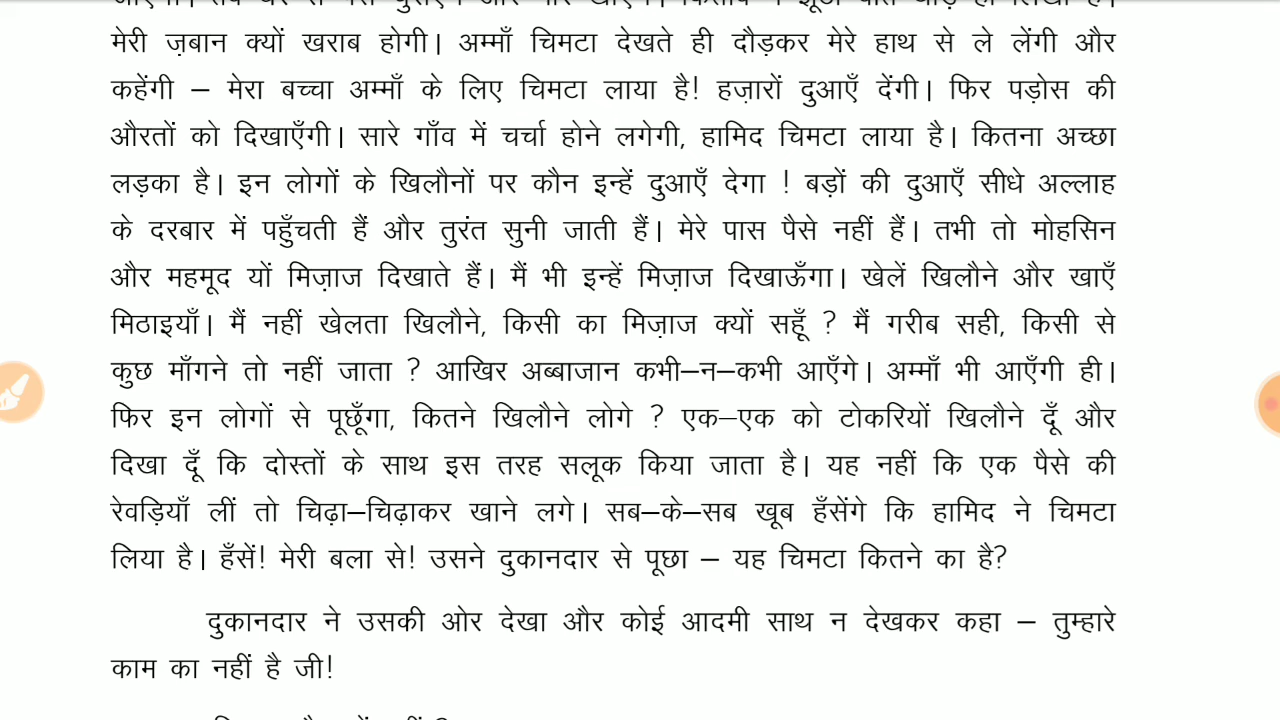 मेरी ज़बान क्यों खराब होगी। अम्माँ चिमटा देखते ही दौड़कर मेरे हाथ से ले लेंगी और
कहेंगी – मेरा बच्चा अम्माँ के लिए चिमटा लाया है! हज़ारों दुआएँ देंगी। फिर पड़ोस की
औरतों को दिखाएँगी। सारे गाँव में चर्चा होने लगेगी, हामिद चिमटा लाया है। कितना अच्छा
लड़का है। इन लोगों के खिलौनों पर कौन इन्हें दुआएँ देगा ! बड़ों की दुआएँ सीधे अल्लाह
के दरबार में पहुँचती हैं और तुरंत सुनी जाती हैं। मेरे पास पैसे नहीं हैं। तभी तो मोहसिन
और महमूद यों मिज़ाज दिखाते हैं। मैं भी इन्हें मिज़ाज दिखाऊँगा। खेलें खिलौने और खाएँ
मिठाइयाँ। मैं नहीं खेलता खिलौने, किसी का मिज़ाज क्यों सहूँ ? मैं गरीब सही, किसी से
कुछ माँगने तो नहीं जाता ? आखिर अब्बाजान कभी–न–कभी आएँगे। अम्माँ भी आएँगी ही।
फिर इन लोगों से पूछूँगा, कितने खिलौने लोगे ? एक–एक को टोकरियों खिलौने दूँ और
दिखा दूँ कि दोस्तों के साथ इस तरह सलूक किया जाता है। यह नहीं कि एक पैसे की
रेवड़ियाँ लीं तो चिढ़ा–चिढ़ाकर खाने लगे। सब–के–सब खूब हँसेंगे कि हामिद ने चिमटा
लिया है। हँसें! मेरी बला से! उसने दुकानदार से पूछा – यह चिमटा कितने का है?
दुकानदार ने उसकी ओर देखा और कोई आदमी साथ न देखकर कहा – तुम्हारे
काम का नहीं है जी!